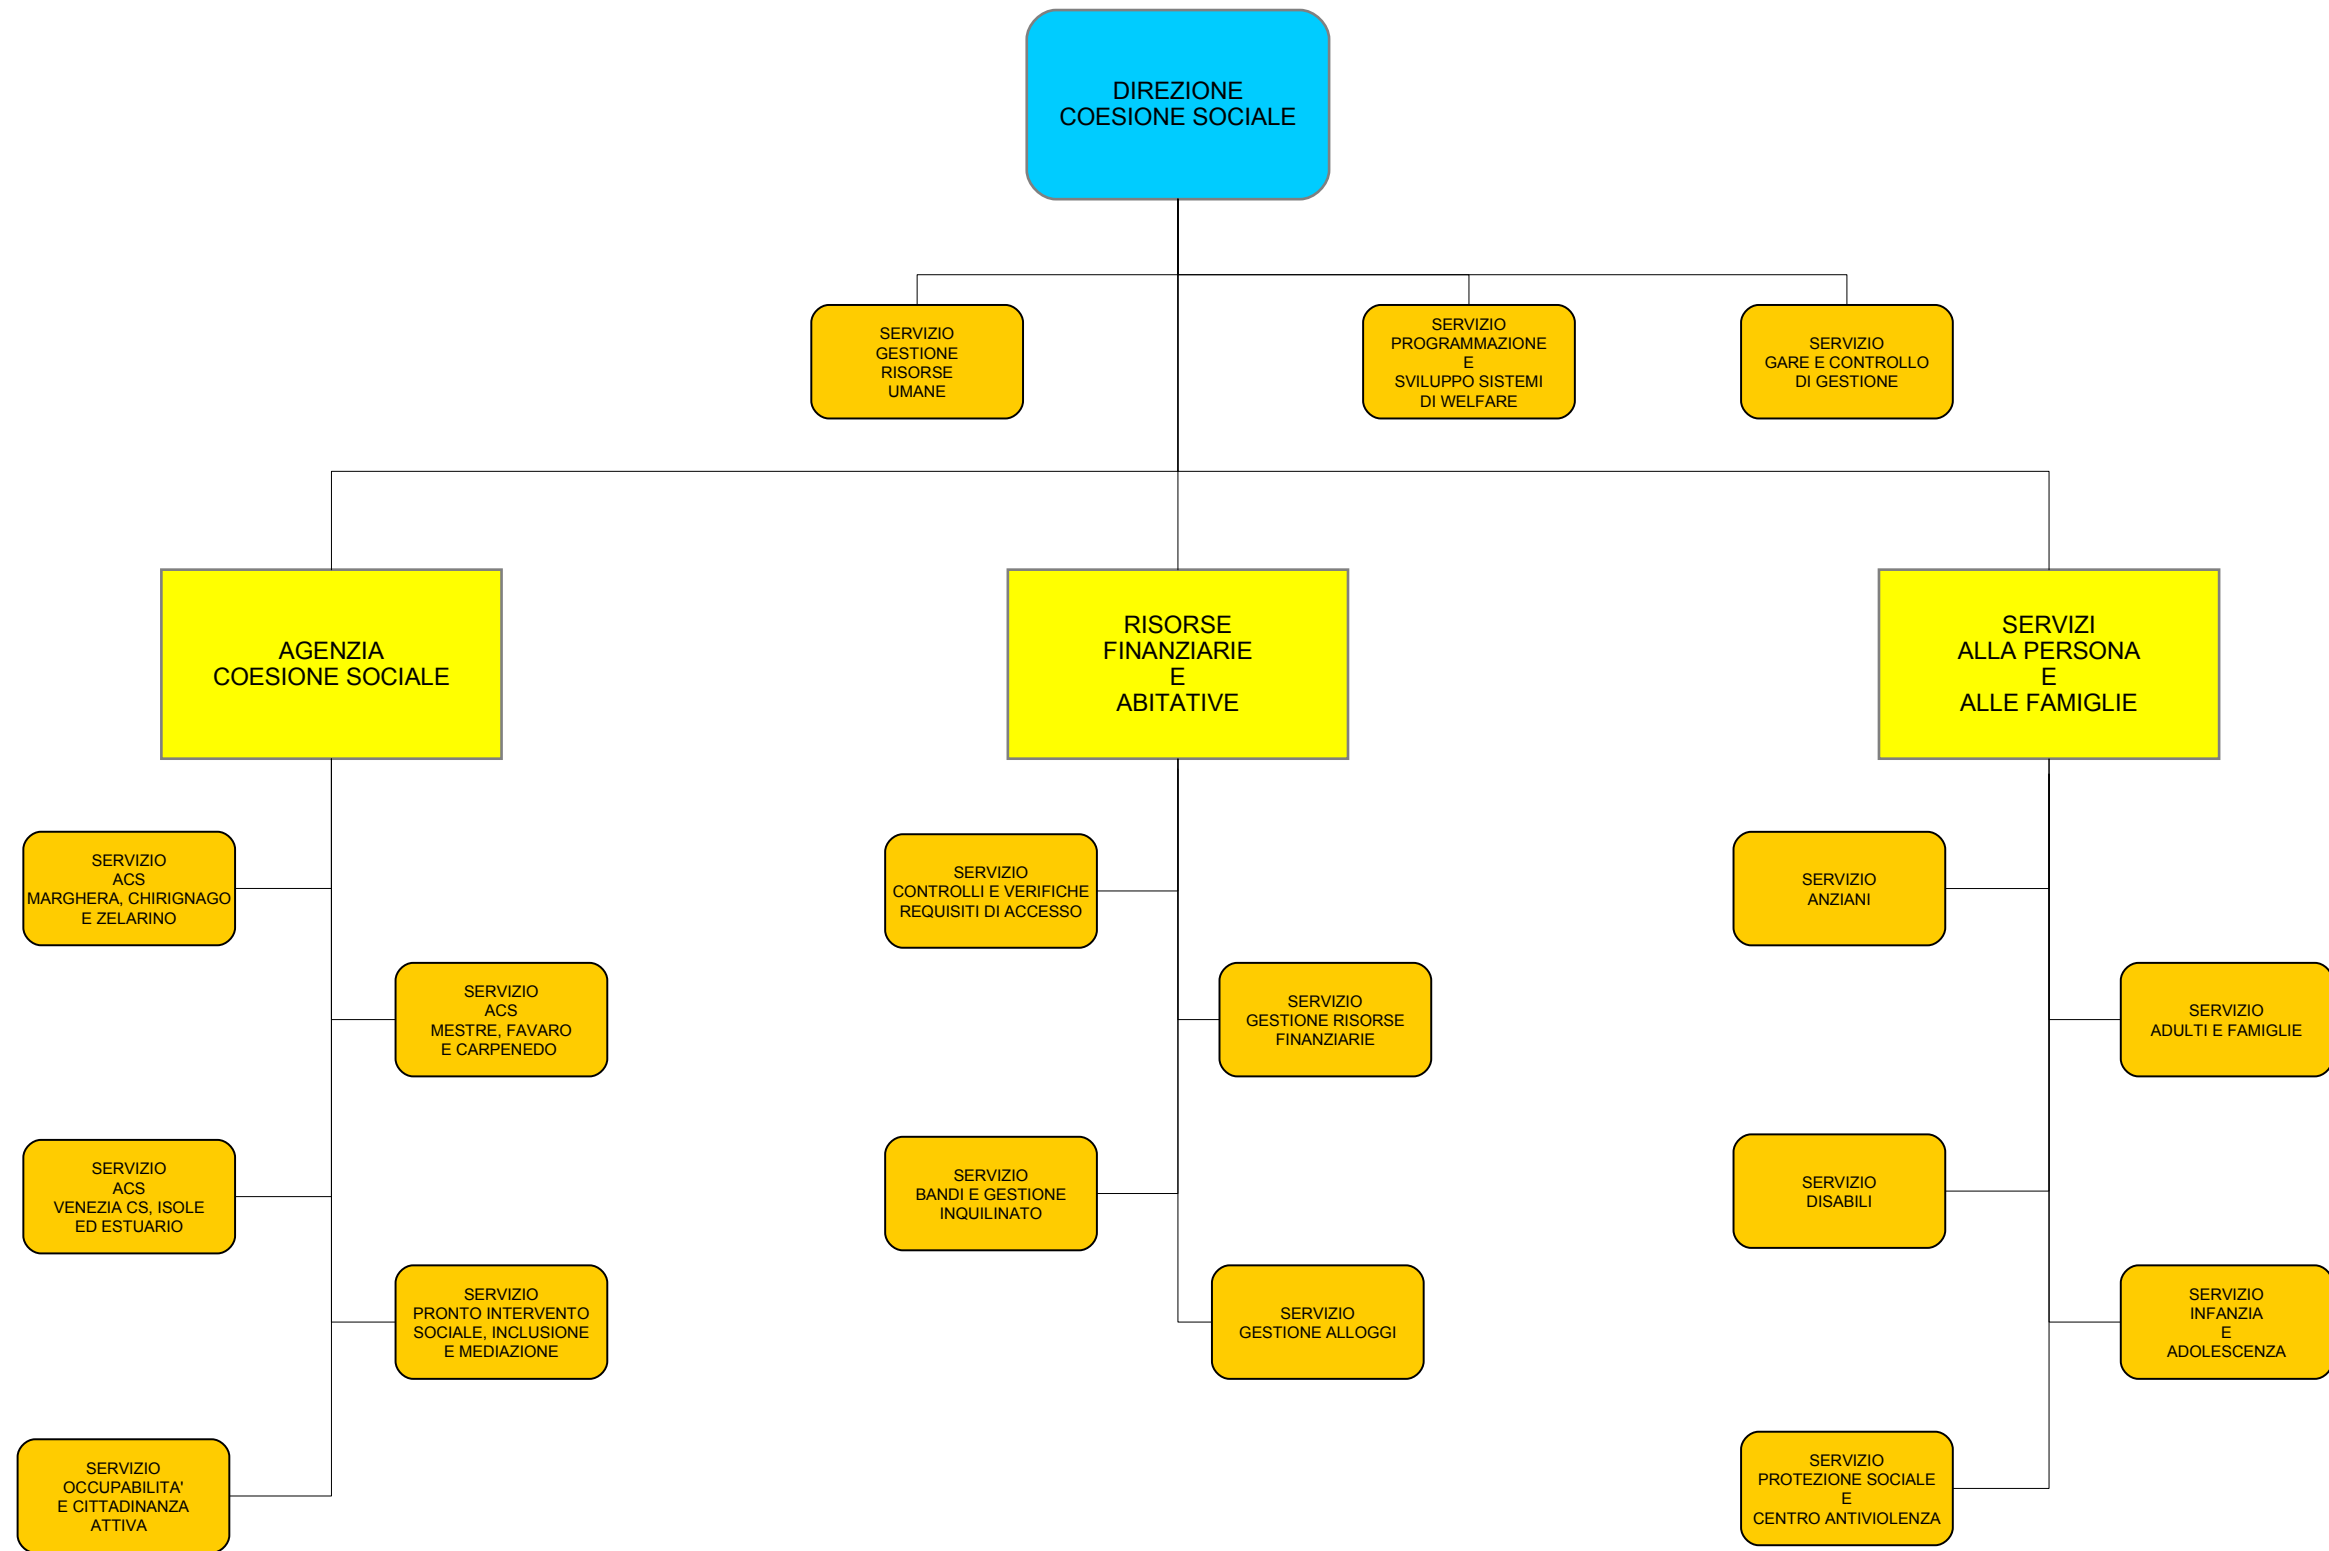 DIREZIONE
COESIONE SOCIALE
SERVIZIO
GESTIONE
RISORSE
UMANE
SERVIZIO
PROGRAMMAZIONE
E
SVILUPPO SISTEMI
DI WELFARE
SERVIZIO
GARE E CONTROLLO
DI GESTIONE
AGENZIA
COESIONE SOCIALE
RISORSE
FINANZIARIE
E
ABITATIVE
SERVIZI
ALLA PERSONA
E
ALLE FAMIGLIE
SERVIZIO
ACS
MARGHERA, CHIRIGNAGO
E ZELARINO
SERVIZIO
ACS
MESTRE, FAVARO
E CARPENEDO
SERVIZIO
ACS
VENEZIA CS, ISOLE
ED ESTUARIO
SERVIZIO
PRONTO INTERVENTO
SOCIALE, INCLUSIONE
E MEDIAZIONE
SERVIZIO
OCCUPABILITA'
E CITTADINANZA
ATTIVA
SERVIZIO
CONTROLLI E VERIFICHE
REQUISITI DI ACCESSO
SERVIZIO
GESTIONE RISORSE
FINANZIARIE
SERVIZIO
BANDI E GESTIONE
INQUILINATO
SERVIZIO
GESTIONE ALLOGGI
SERVIZIO
ANZIANI
SERVIZIO
ADULTI E FAMIGLIE
SERVIZIO
DISABILI
SERVIZIO
INFANZIA
E
ADOLESCENZA
SERVIZIO
PROTEZIONE SOCIALE
E
CENTRO ANTIVIOLENZA